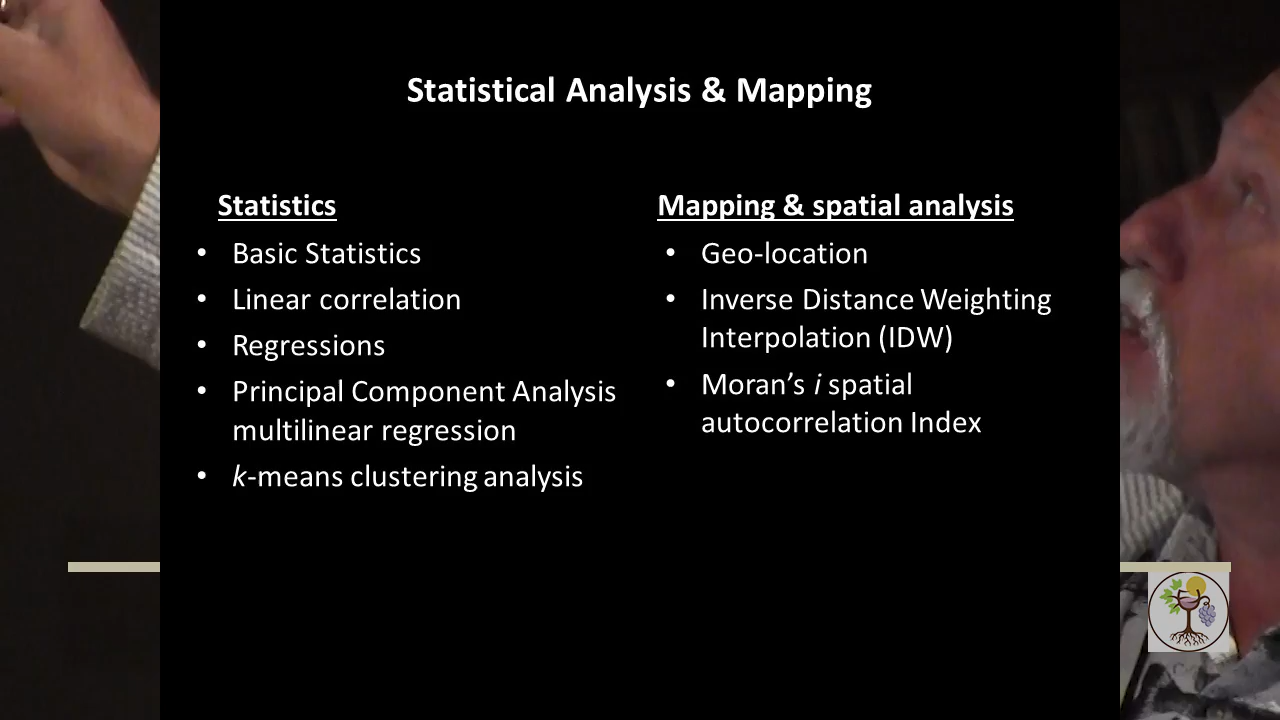 Statistical Analysis & Mapping
Statistics
• Basic Statistics
• Linear correlation
• Regressions
• Principal Component Analysis
multilinear regression
• k-means clustering analysis
Mapping & spatial analysis
• Geo-location
• Inverse Distance Weighting
Interpolation (IDW)
• Moran’s i spatial
autocorrelation Index